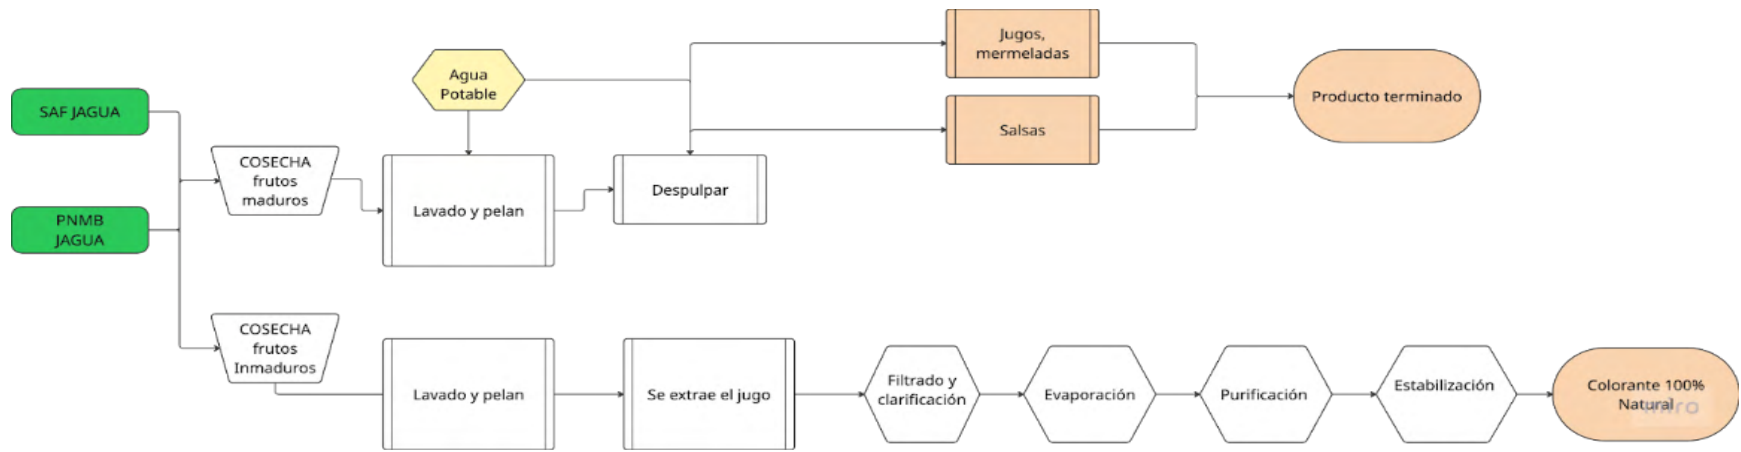 Jugos,
mermeladas
Agua
Potable
SAF JAGUA
Producto terminado
Salsas
COSECHA
frutos
maduros
Despulpar
Lavado y pelan
PNMB
JAGUA
COSECHA
frutos
Inmaduros
Lavado y pelan
Se extrae el jugo
Filtrado y
clarificación
Evaporación
Purificación
Estabilización
Colorante 100%
Natural
miro